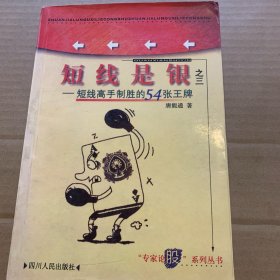 短线是银之三
——短线高手制胜的54张王牌
唐能通 著
“专家论股”系列丛书
四川人民出版社